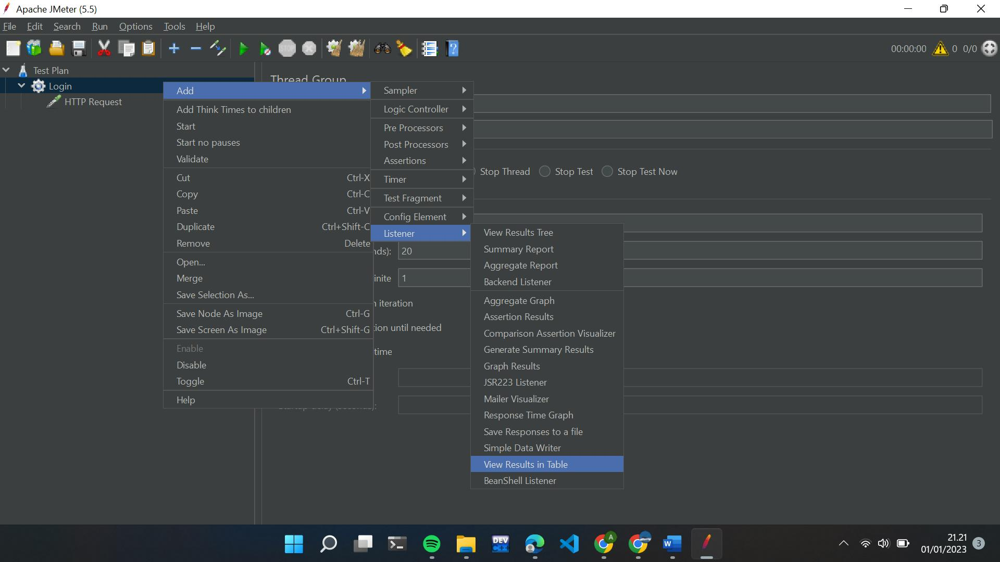 Apache JMeter (5.5)
File Edit Search Run Options Tools Help
STOP
00:00:00 0 0/0
Test Plan
Login
HTTP Request
Thread Group
Add
Add Think Times to children
Start
Start no pauses
Validate
Cut Ctrl-X
Copy Ctrl-C
Paste Ctrl-V
Duplicate Ctrl+Shift-C
Remove Delete
Open...
Merge
Save Selection As...
Save Node As Image Ctrl-G
Save Screen As Image Ctrl+Shift-G
Enable
Disable
Toggle Ctrl-T
Help
Sampler
Logic Controller
Pre Processors
Post Processors
Assertions
Timer
Test Fragment
Config Element
Listener
View Results Tree
Summary Report
Aggregate Report
Backend Listener
Aggregate Graph
Assertion Results
Comparison Assertion Visualizer
Generate Summary Results
Graph Results
JSR223 Listener
Mailer Visualizer
Response Time Graph
Save Responses to a file
Simple Data Writer
View Results in Table
BeanShell Listener
Stop Thread Stop Test Stop Test Now
nds): 20
inite 1
iteration
ion until needed
time
DEV
C++
A
W
21.21
01/01/2023
3